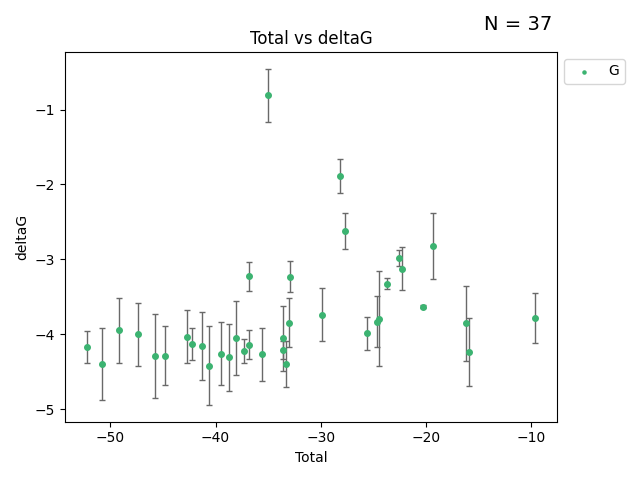 N = 37
Total vs deltaG
G
deltaG
−1
−2
−3
−4
−5
−50 −40 −30 −20 −10
Total